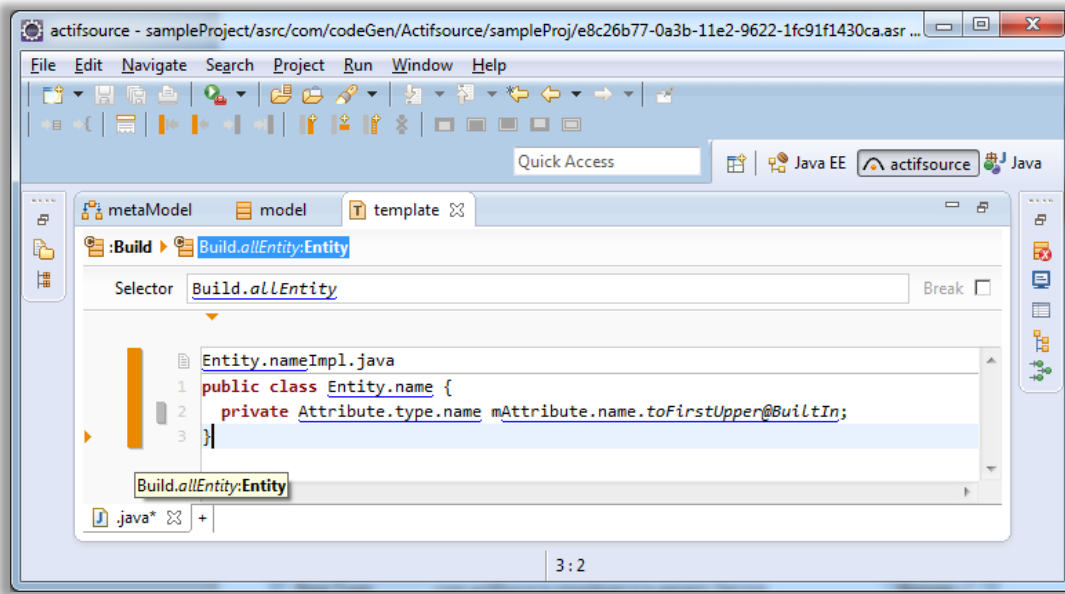 actifsource - sampleProject/asrc/com/codeGen/Actifsource/sampleProj/e8c26b77-0a3b-11e2-9622-1fc91f1430ca.asr ...
File Edit Navigate Search Project Run Window Help
Quick Access
Java EE actifsource Java
metaModel model template
:Build Build.allEntity:Entity
Selector Build.allEntity Break
Entity.nameImpl.java
1 public class Entity.name {
2 private Attribute.type.name mAttribute.name.toFirstUpper@BuiltIn;
3 }
Build.allEntity:Entity
.java* +
3:2